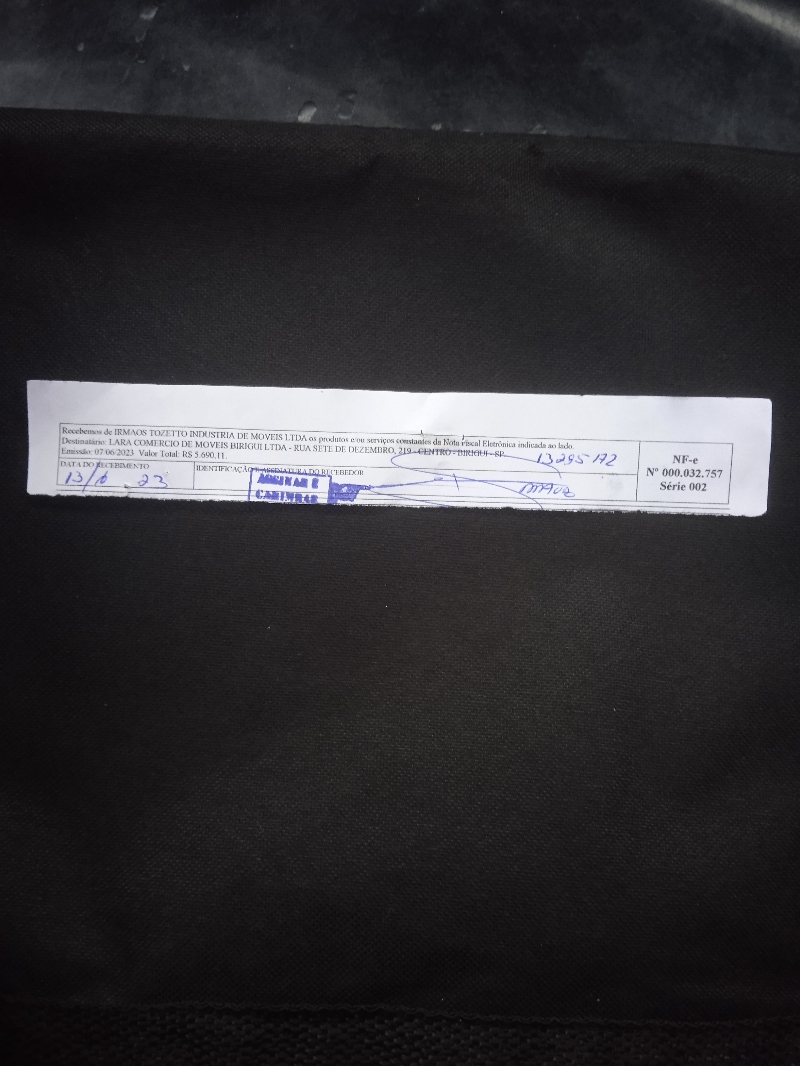 Recebemos de IRMAOS TOZETTO INDUSTRIA DE MOVEIS LTDA os produtos e/ou serviços constantes da Nota Fiscal Eletrônica indicada ao lado.
Destinatário: LARA COMERCIO DE MOVEIS BIRIGUI LTDA - RUA SETE DE DEZEMBRO, 219 - CENTRO - BIRIGUI - SP
Emissão: 07/06/2023 Valor Total: R$ 5.690,11.
DATA DO RECEBIMENTO
13/6 23
IDENTIFICAÇÃO E ASSINATURA DO RECEBEDOR
ASSINAR E
CARIMBAR
NF-e
Nº 000.032.757
Série 002